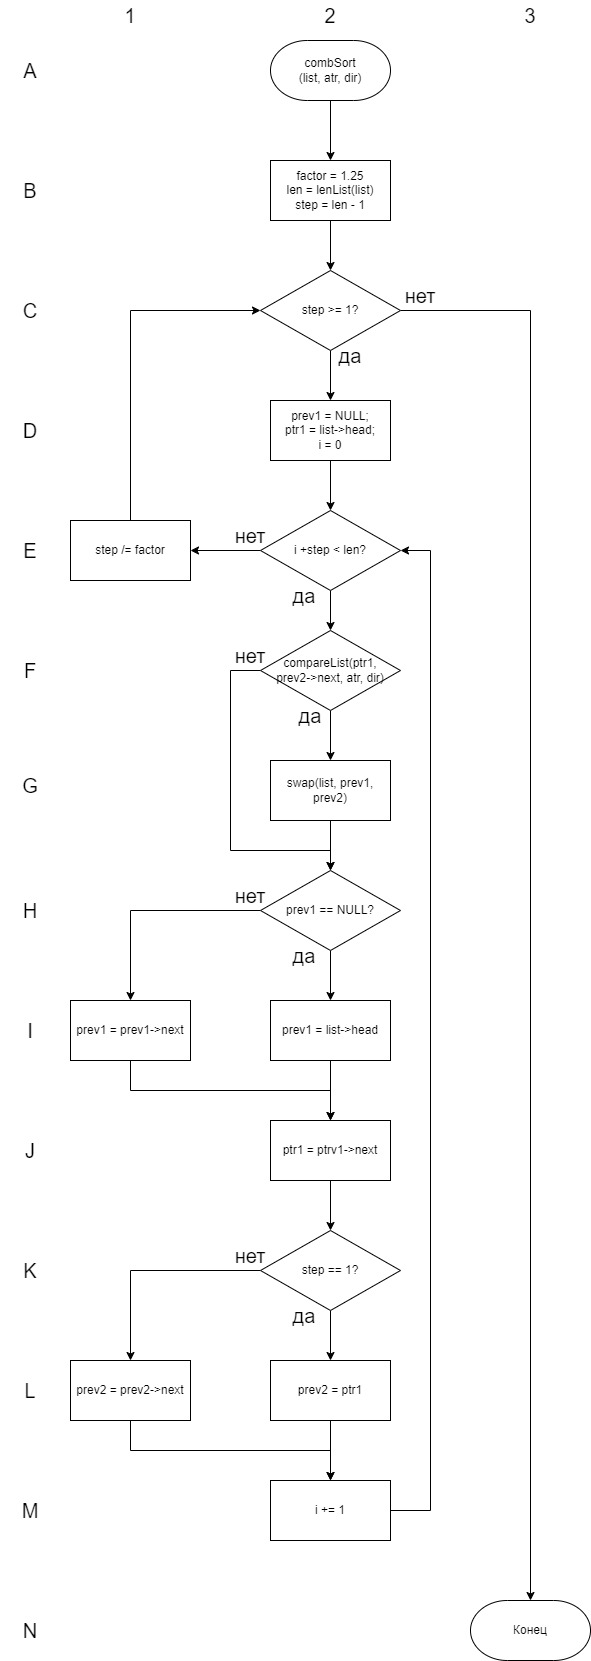 1 2 3
A
combSort
(list, atr, dir)
B
factor = 1.25
len = lenList(list)
step = len - 1
C
step >= 1?
нет
да
D
prev1 = NULL;
ptr1 = list->head;
i = 0
E
step /= factor
нет
i +step < len?
да
F
нет
compareList(ptr1,
prev2->next, atr, dir)
да
G
swap(list, prev1,
prev2)
H
нет
prev1 == NULL?
да
I
prev1 = prev1->next
prev1 = list->head
J
ptr1 = ptrv1->next
K
нет
step == 1?
да
L
prev2 = prev2->next
prev2 = ptr1
M
i += 1
N
Конец